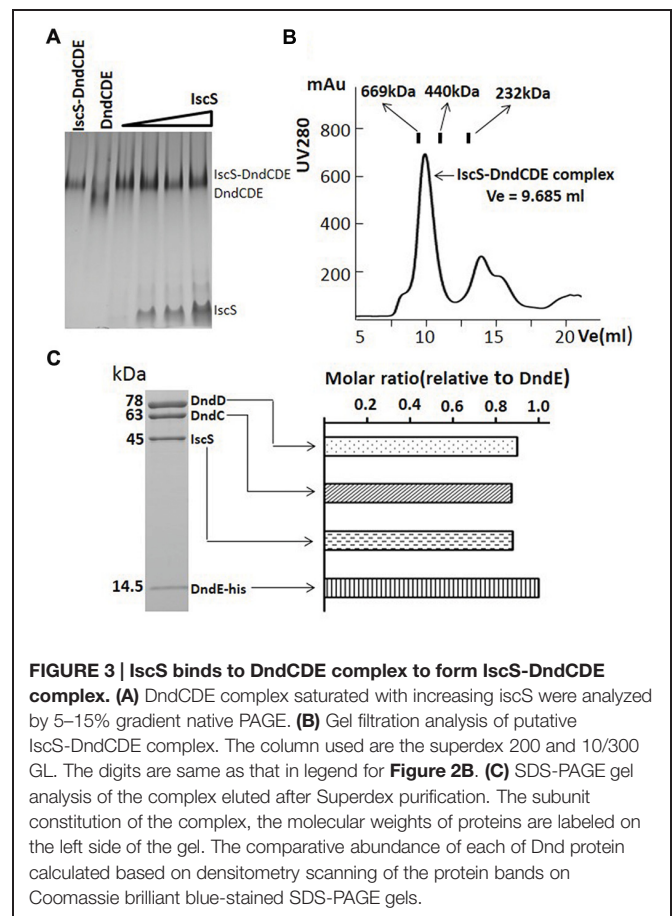 A
IscS-DndCDE
DndCDE
IscS
IscS-DndCDE
DndCDE
IscS
B
mAu
669kDa 440kDa 232kDa
UV280
800
600
400
200
IscS-DndCDE complex
Ve = 9.685 ml
5 10 15 20 Ve(ml)
C
kDa
78 DndD
63 DndC
45 IscS
14.5 DndE-his
Molar ratio(relative to DndE)
0.2 0.4 0.6 0.8 1.0
FIGURE 3 | IscS binds to DndCDE complex to form IscS-DndCDE
complex. (A) DndCDE complex saturated with increasing iscS were analyzed
by 5–15% gradient native PAGE. (B) Gel filtration analysis of putative
IscS-DndCDE complex. The column used are the superdex 200 and 10/300
GL. The digits are same as that in legend for Figure 2B. (C) SDS-PAGE gel
analysis of the complex eluted after Superdex purification. The subunit
constitution of the complex, the molecular weights of proteins are labeled on
the left side of the gel. The comparative abundance of each of Dnd protein
calculated based on densitometry scanning of the protein bands on
Coomassie brilliant blue-stained SDS-PAGE gels.